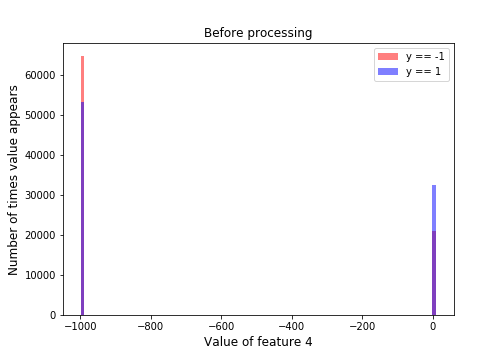 Before processing
Number of times value appears
60000
50000
40000
30000
20000
10000
0
y == -1
y == 1
−1000
−800
−600
−400
−200
0
Value of feature 4